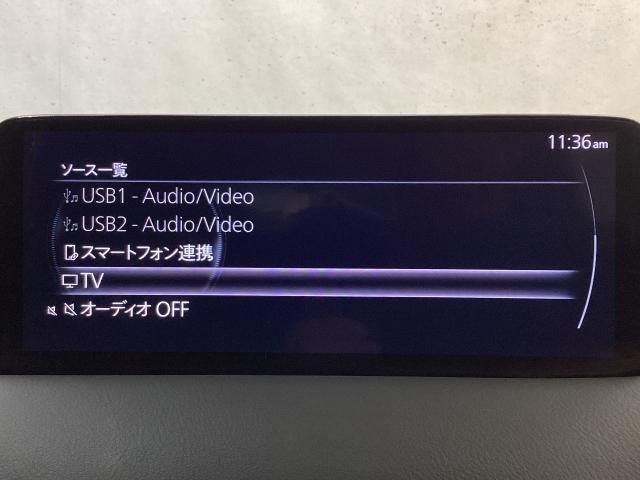 11:36am
ソース一覧
USB1 - Audio/Video
USB2 - Audio/Video
スマートフォン連携
TV
オーディオ OFF